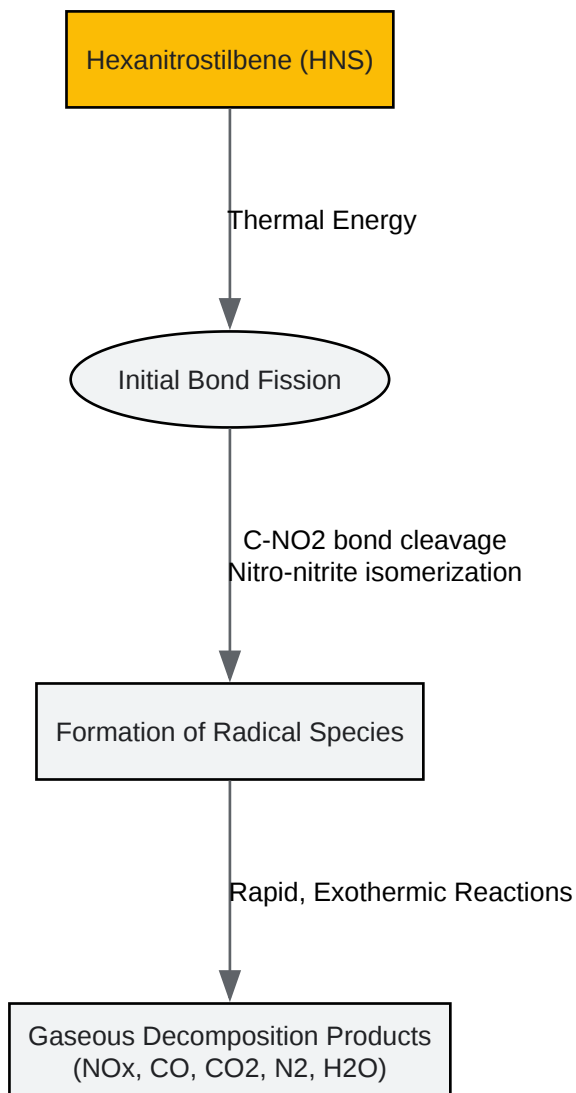 Hexanitrostilbene (HNS)
Thermal Energy
Initial Bond Fission
C-NO2 bond cleavage
Nitro-nitrite isomerization
Formation of Radical Species
Rapid, Exothermic Reactions
Gaseous Decomposition Products
(NOx, CO, CO2, N2, H2O)